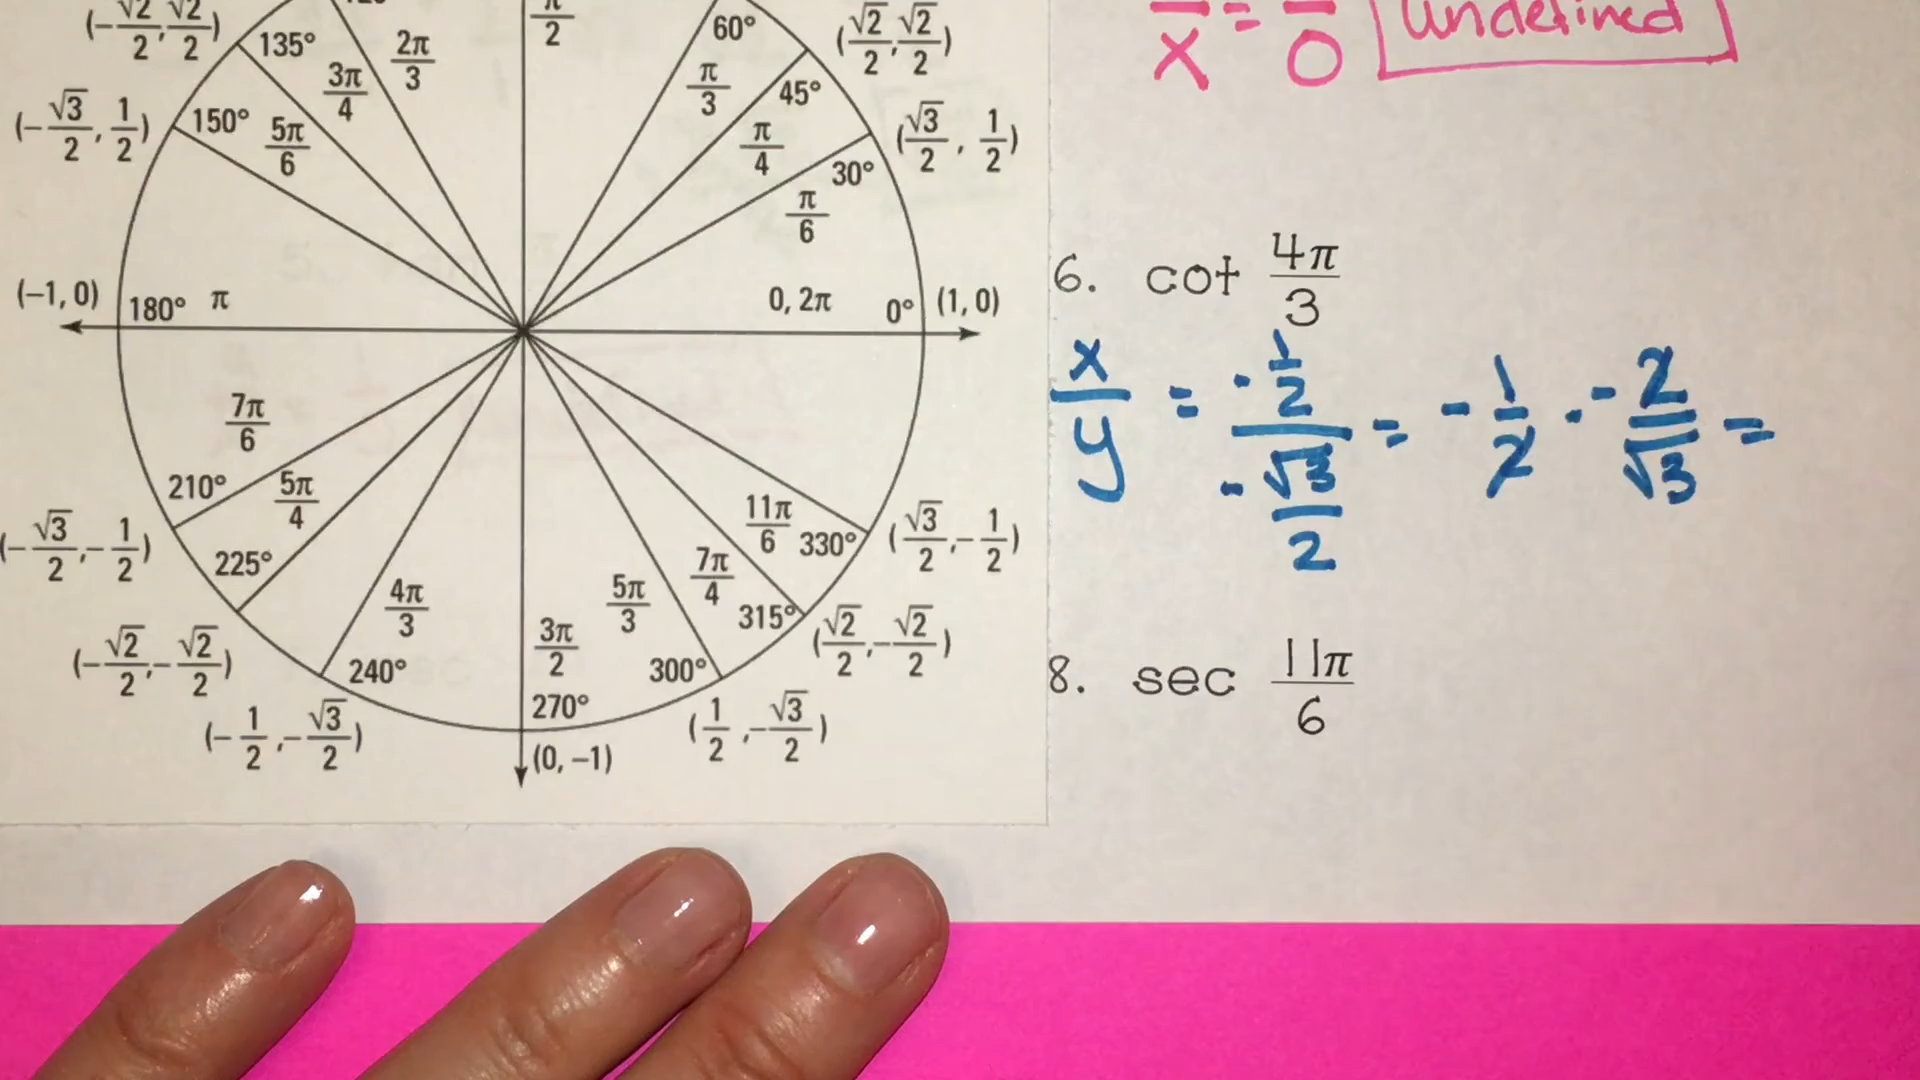 (-√2/2, √2/2)
135°
3π/4
2π/3
π/2
60°
π/3
(√2/2, √2/2)
45°
π/4
(-√3/2, 1/2)
150°
5π/6
(√3/2, 1/2)
30°
π/6
(-1, 0)
180° π
0, 2π
0° (1, 0)
7π/6
210°
(-√3/2, -1/2)
5π/4
225°
(-√2/2, -√2/2)
4π/3
240°
(-1/2, -√3/2)
3π/2
270°
(0, -1)
5π/3
300°
(1/2, -√3/2)
7π/4
315°
(√2/2, -√2/2)
11π/6
330°
(√3/2, -1/2)
x = 0 undefined
6. cot 4π/3
x/y = -1/2 / -√3/2 = -1/2 · -2/√3 =
8. sec 11π/6